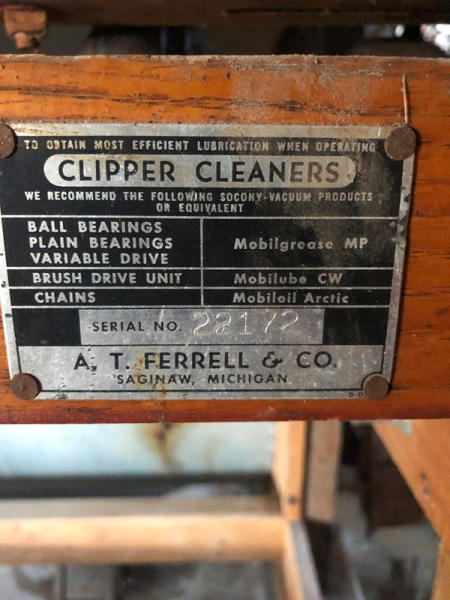 TO OBTAIN MOST EFFICIENT LUBRICATION WHEN OPERATING
CLIPPER CLEANERS
WE RECOMMEND THE FOLLOWING SOCONY-VACUUM PRODUCTS
OR EQUIVALENT
BALL BEARINGS
PLAIN BEARINGS Mobilgrease MP
VARIABLE DRIVE
BRUSH DRIVE UNIT Mobilube CW
CHAINS Mobiloil Arctic
SERIAL NO. 22172
A. T. FERRELL & CO.
SAGINAW, MICHIGAN